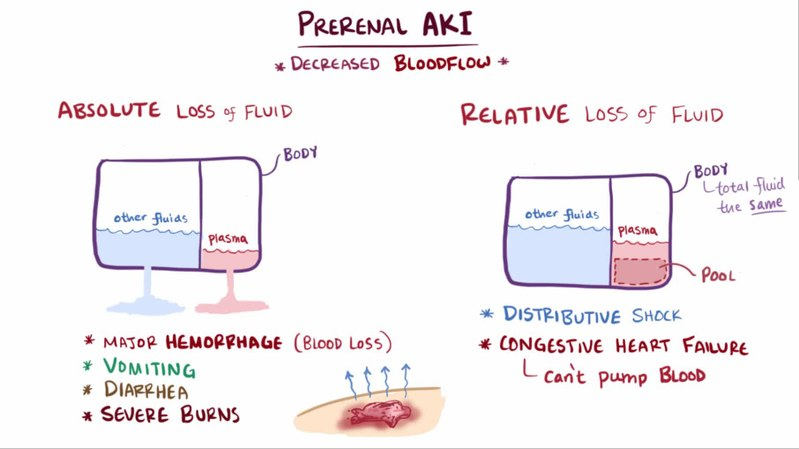 PRERENAL AKI
* DECREASED BLOODFLOW *
ABSOLUTE LOSS of FLUID
BODY
other fluids
plasma
* MAJOR HEMORRHAGE (BLOOD LOSS)
* VOMITING
* DIARRHEA
* SEVERE BURNS
RELATIVE LOSS of FLUID
BODY
total fluid
the same
other fluids
plasma
POOL
* DISTRIBUTIVE SHOCK
* CONGESTIVE HEART FAILURE
can't pump BLOOD